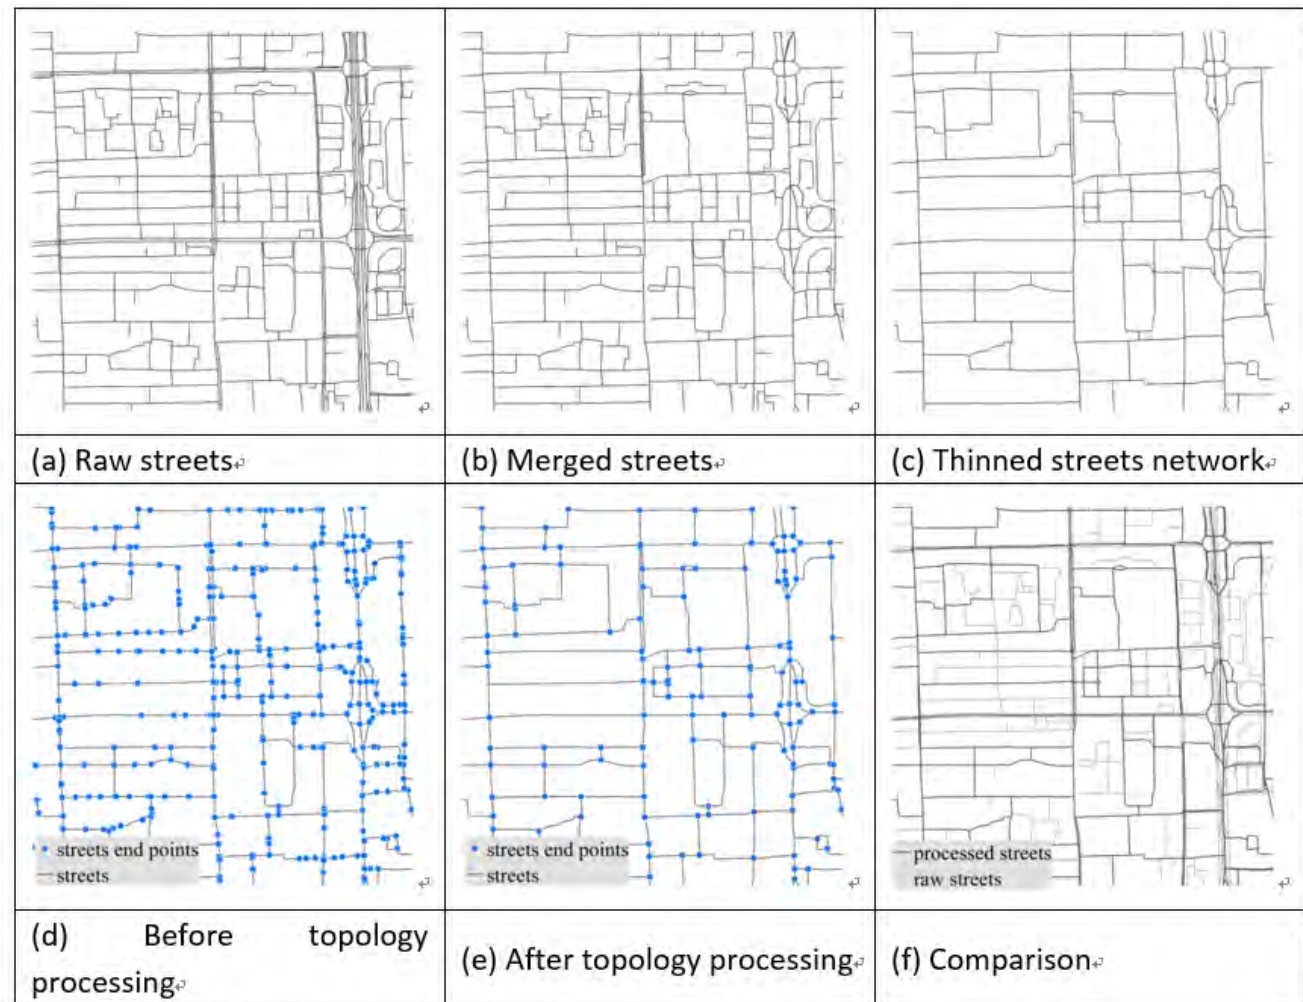 (a) Raw streets
(b) Merged streets
(c) Thinned streets network
streets end points
streets
streets end points
streets
processed streets
raw streets
(d) Before topology
processing
(e) After topology processing
(f) Comparison